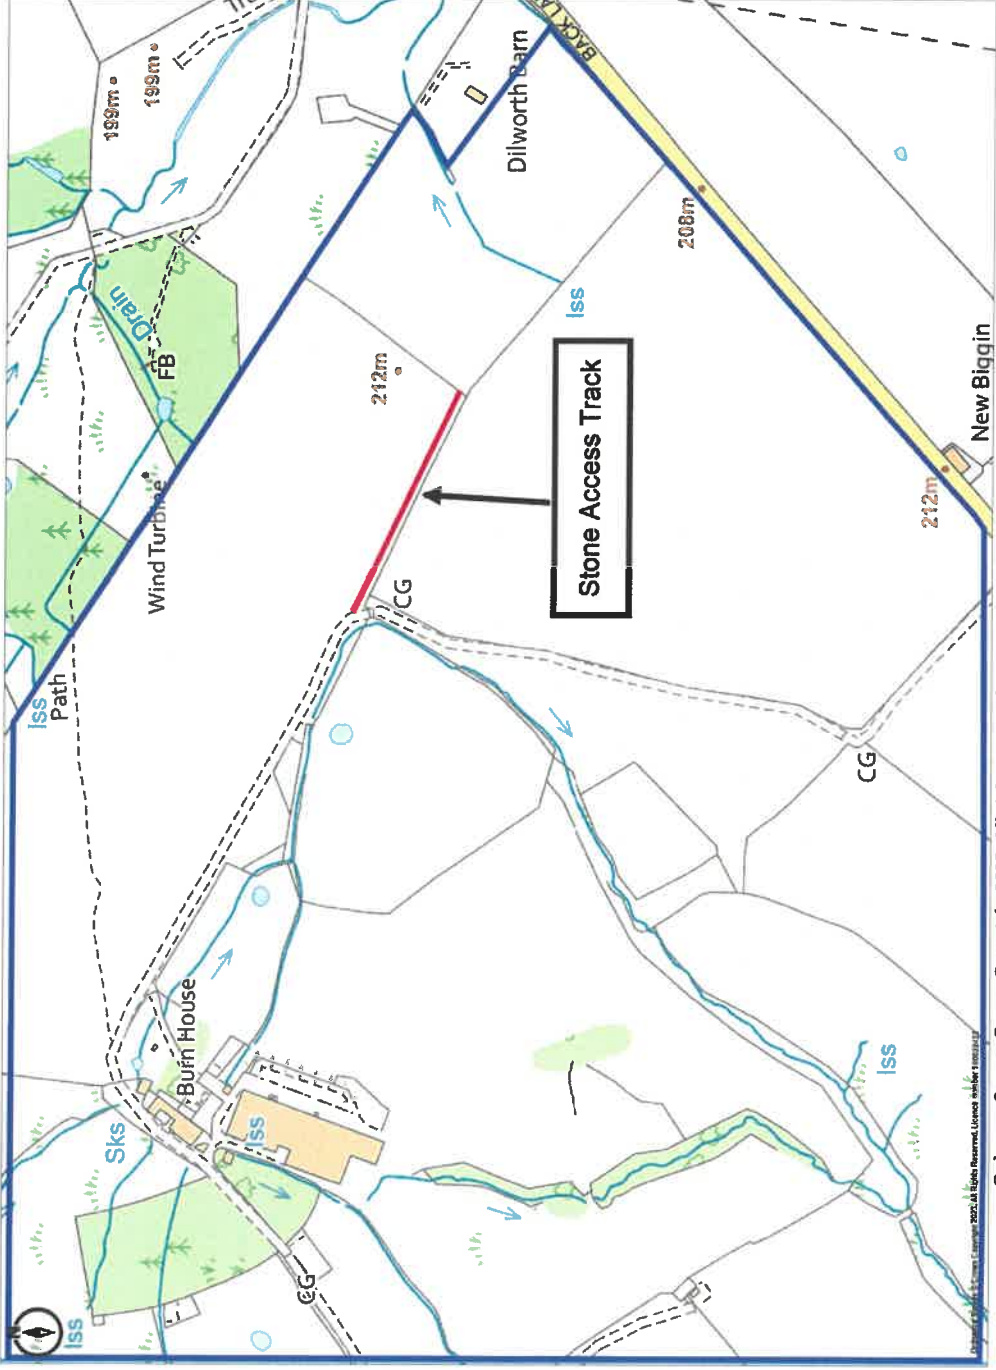 N
Iss
Sks
Burn House
Iss
CG
Iss
Path
Wind Turbine
Drain
FB
199m
199m
212m
CG
Stone Access Track
Iss
Dilworth Barn
BACK LA
208m
212m
New Biggin
CG
Iss